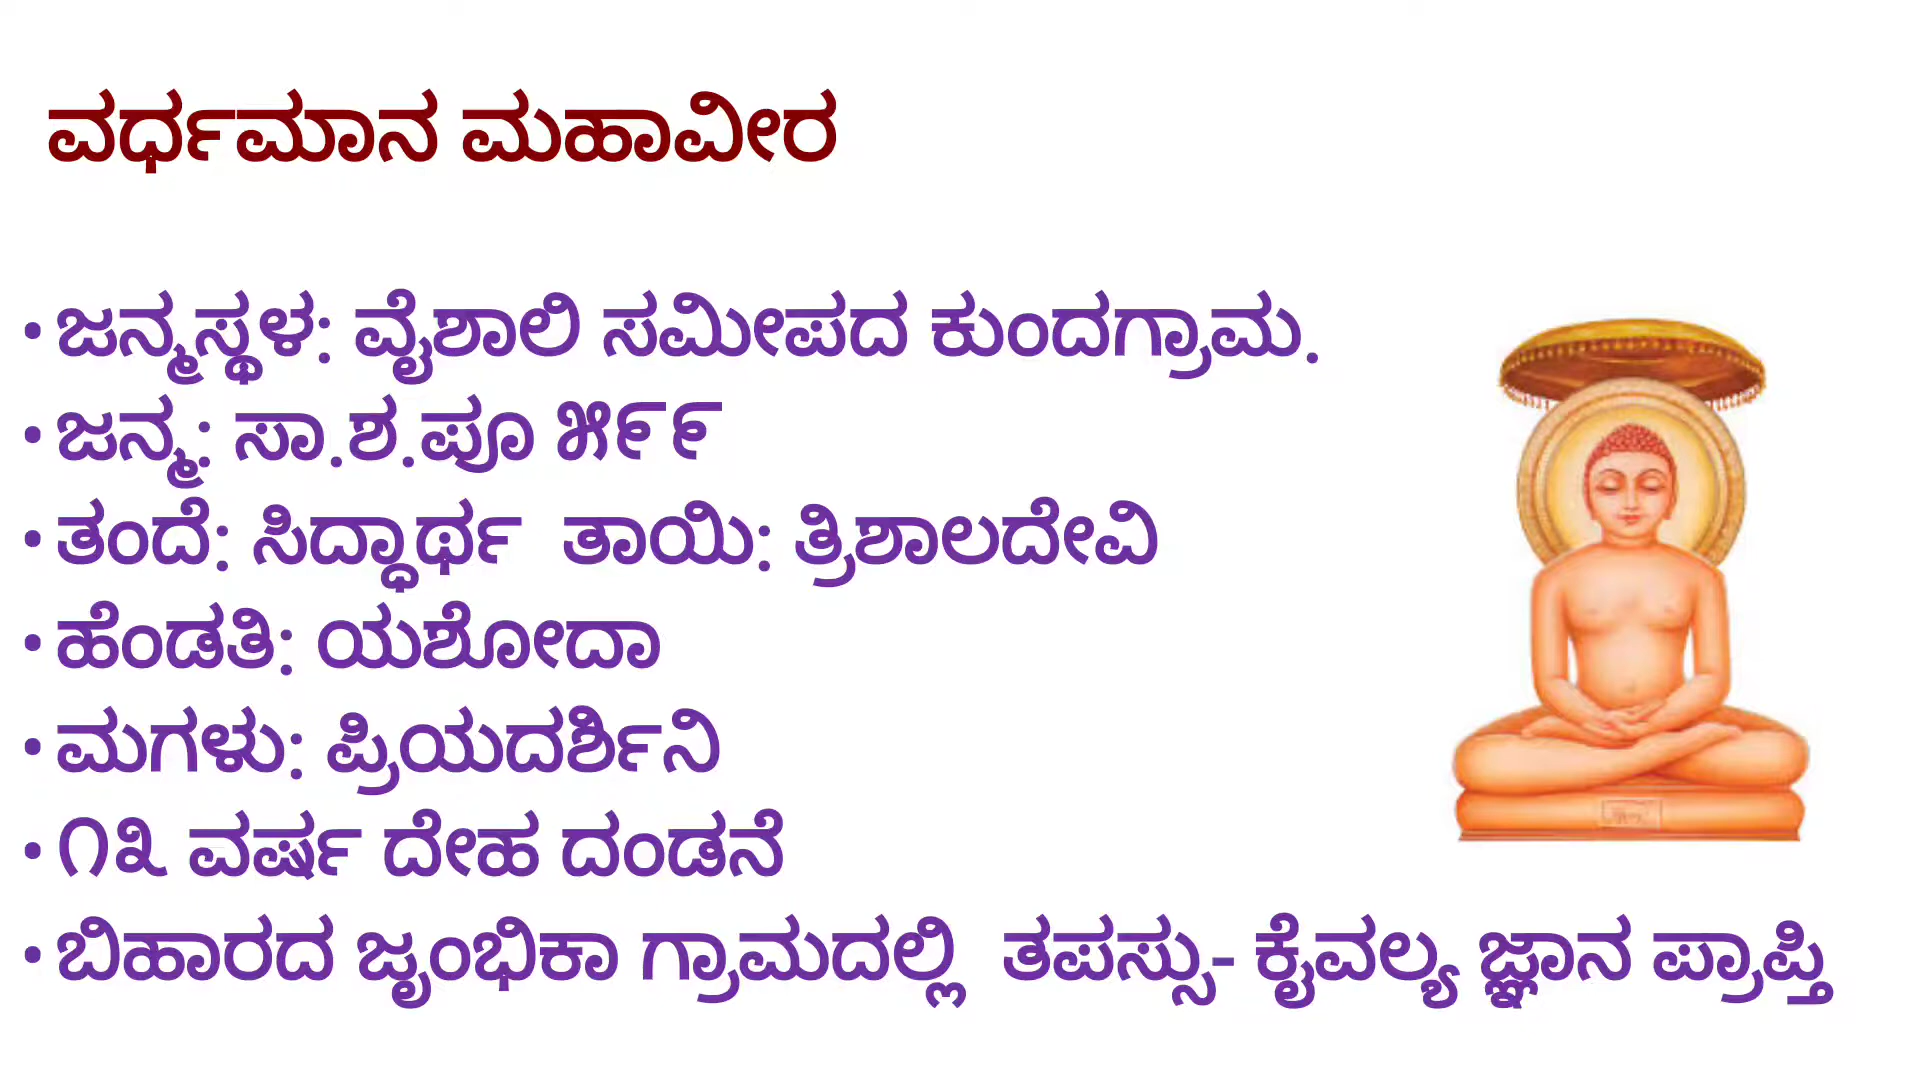 ವರ್ಧಮಾನ ಮಹಾವೀರ
• ಜನ್ಮಸ್ಥಳ: ವೈಶಾಲಿ ಸಮೀಪದ ಕುಂದಗ್ರಾಮ.
• ಜನ್ಮ: ಸಾ.ಶ.ಪೂ ೫೯೯
• ತಂದೆ: ಸಿದ್ಧಾರ್ಥ ತಾಯಿ: ತ್ರಿಶಾಲದೇವಿ
• ಹೆಂಡತಿ: ಯಶೋದಾ
• ಮಗಳು: ಪ್ರಿಯದರ್ಶಿನಿ
• ೧೩ ವರ್ಷ ದೇಹ ದಂಡನೆ
• ಬಿಹಾರದ ಜೃಂಭಿಕಾ ಗ್ರಾಮದಲ್ಲಿ ತಪಸ್ಸು- ಕೈವಲ್ಯ ಜ್ಞಾನ ಪ್ರಾಪ್ತಿ